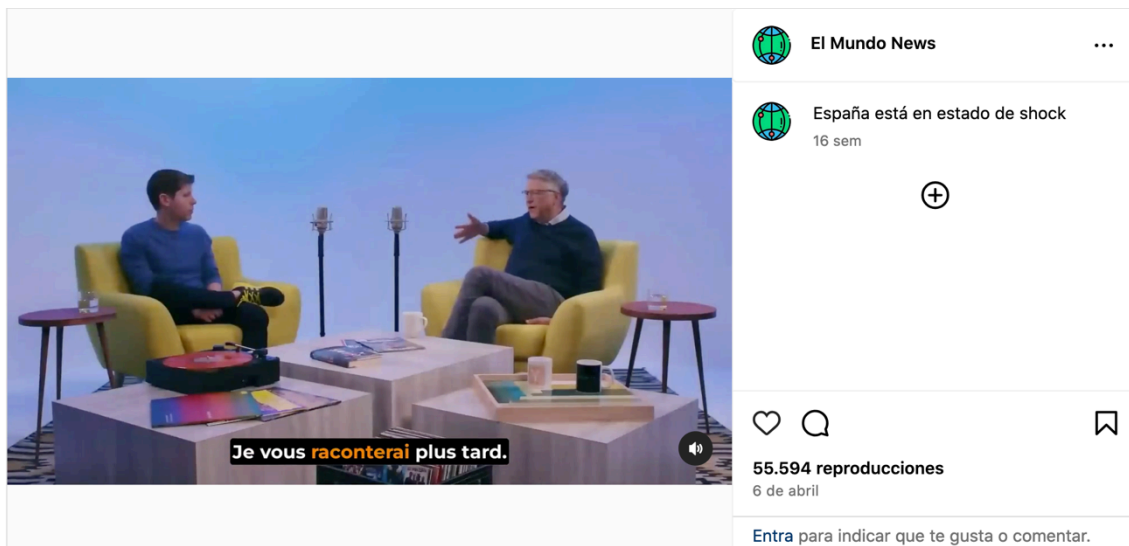 El Mundo News
España está en estado de shock
16 sem
Je vous raconterai plus tard.
55.594 reproducciones
6 de abril
Entra para indicar que te gusta o comentar.